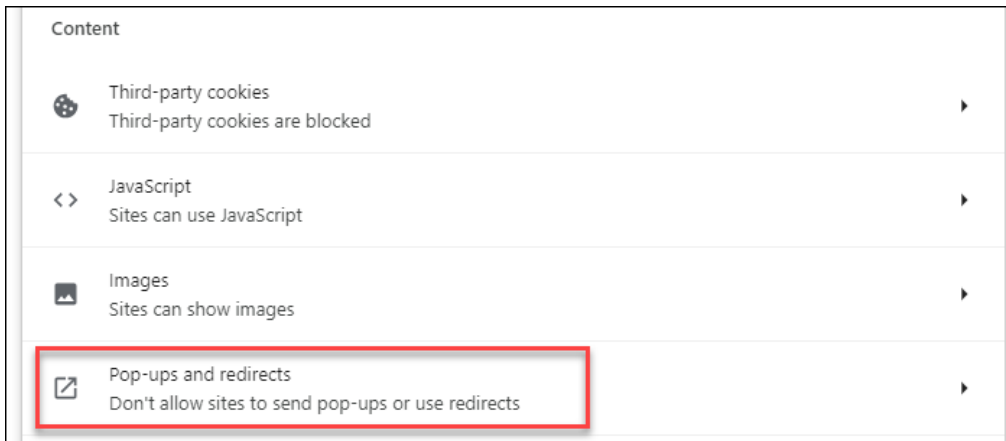 Content
Third-party cookies
Third-party cookies are blocked
JavaScript
Sites can use JavaScript
Images
Sites can show images
Pop-ups and redirects
Don't allow sites to send pop-ups or use redirects